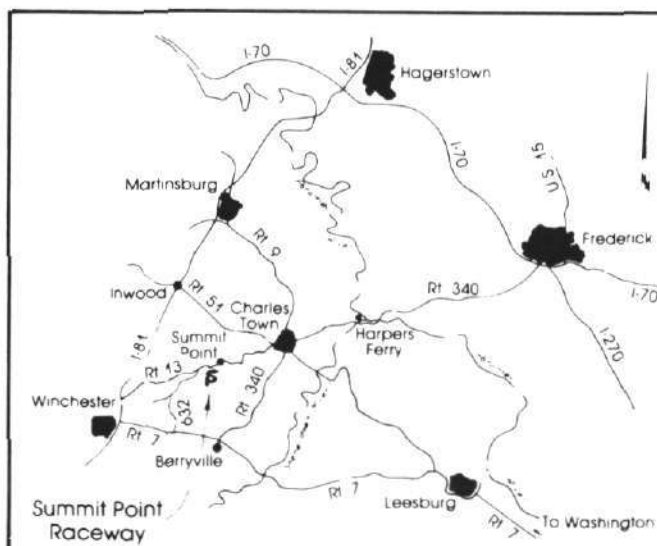 I-70
I-81
Hagerstown
I-70
U.S. 15
Martinsburg
Frederick
Rt 9
Rt 340
Inwood
Rt 51
Charles
Town
I-70
Harpers
Ferry
Summit
Point
I-81
Rt 13
I-270
Rt 340
632
Winchester
Rt 7
Berryville
Rt 7
Leesburg
Rt 7
To Washington
Summit Point
Raceway